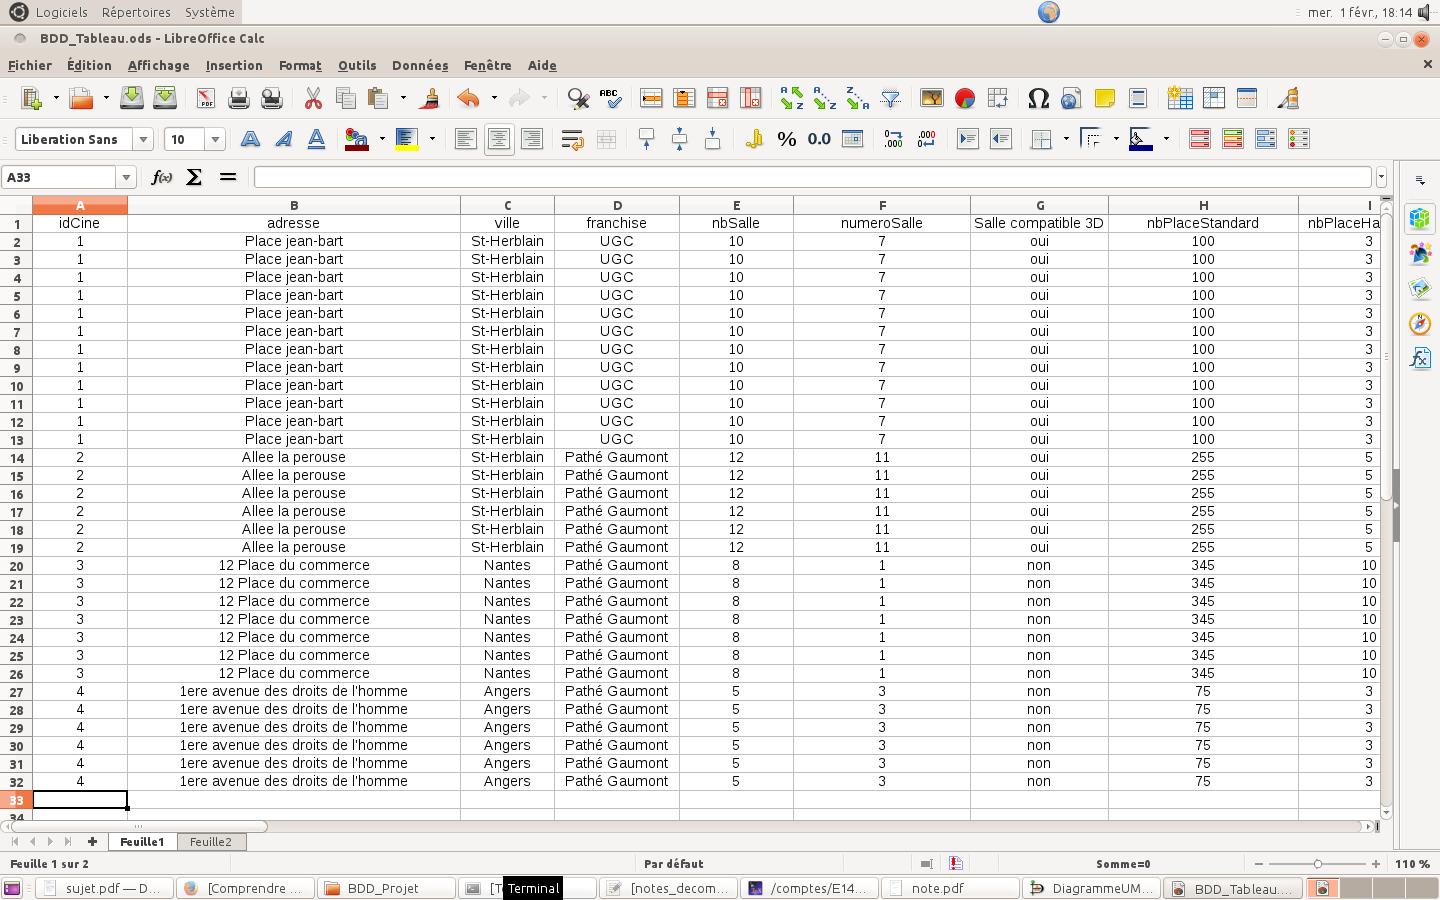 Logiciels Répertoires Système mer. 1 févr., 18:14
BDD_Tableau.ods - LibreOffice Calc
Fichier Édition Affichage Insertion Format Outils Données Fenêtre Aide
Liberation Sans 10
A33
A B C D E F G H I
1 idCine adresse ville franchise nbSalle numeroSalle Salle compatible 3D nbPlaceStandard nbPlaceHa
2 1 Place jean-bart St-Herblain UGC 10 7 oui 100 3
3 1 Place jean-bart St-Herblain UGC 10 7 oui 100 3
4 1 Place jean-bart St-Herblain UGC 10 7 oui 100 3
5 1 Place jean-bart St-Herblain UGC 10 7 oui 100 3
6 1 Place jean-bart St-Herblain UGC 10 7 oui 100 3
7 1 Place jean-bart St-Herblain UGC 10 7 oui 100 3
8 1 Place jean-bart St-Herblain UGC 10 7 oui 100 3
9 1 Place jean-bart St-Herblain UGC 10 7 oui 100 3
10 1 Place jean-bart St-Herblain UGC 10 7 oui 100 3
11 1 Place jean-bart St-Herblain UGC 10 7 oui 100 3
12 1 Place jean-bart St-Herblain UGC 10 7 oui 100 3
13 1 Place jean-bart St-Herblain UGC 10 7 oui 100 3
14 2 Allee la perouse St-Herblain Pathé Gaumont 12 11 oui 255 5
15 2 Allee la perouse St-Herblain Pathé Gaumont 12 11 oui 255 5
16 2 Allee la perouse St-Herblain Pathé Gaumont 12 11 oui 255 5
17 2 Allee la perouse St-Herblain Pathé Gaumont 12 11 oui 255 5
18 2 Allee la perouse St-Herblain Pathé Gaumont 12 11 oui 255 5
19 2 Allee la perouse St-Herblain Pathé Gaumont 12 11 oui 255 5
20 3 12 Place du commerce Nantes Pathé Gaumont 8 1 non 345 10
21 3 12 Place du commerce Nantes Pathé Gaumont 8 1 non 345 10
22 3 12 Place du commerce Nantes Pathé Gaumont 8 1 non 345 10
23 3 12 Place du commerce Nantes Pathé Gaumont 8 1 non 345 10
24 3 12 Place du commerce Nantes Pathé Gaumont 8 1 non 345 10
25 3 12 Place du commerce Nantes Pathé Gaumont 8 1 non 345 10
26 3 12 Place du commerce Nantes Pathé Gaumont 8 1 non 345 10
27 4 1ere avenue des droits de l'homme Angers Pathé Gaumont 5 3 non 75 3
28 4 1ere avenue des droits de l'homme Angers Pathé Gaumont 5 3 non 75 3
29 4 1ere avenue des droits de l'homme Angers Pathé Gaumont 5 3 non 75 3
30 4 1ere avenue des droits de l'homme Angers Pathé Gaumont 5 3 non 75 3
31 4 1ere avenue des droits de l'homme Angers Pathé Gaumont 5 3 non 75 3
32 4 1ere avenue des droits de l'homme Angers Pathé Gaumont 5 3 non 75 3
33
34
Feuille1 Feuille2
Feuille 1 sur 2 Par défaut Somme=0 110 %
sujet.pdf — D... [Comprendre ... BDD_Projet Terminal [notes_decom... /comptes/E14... note.pdf DiagrammeUM... BDD_Tableau....